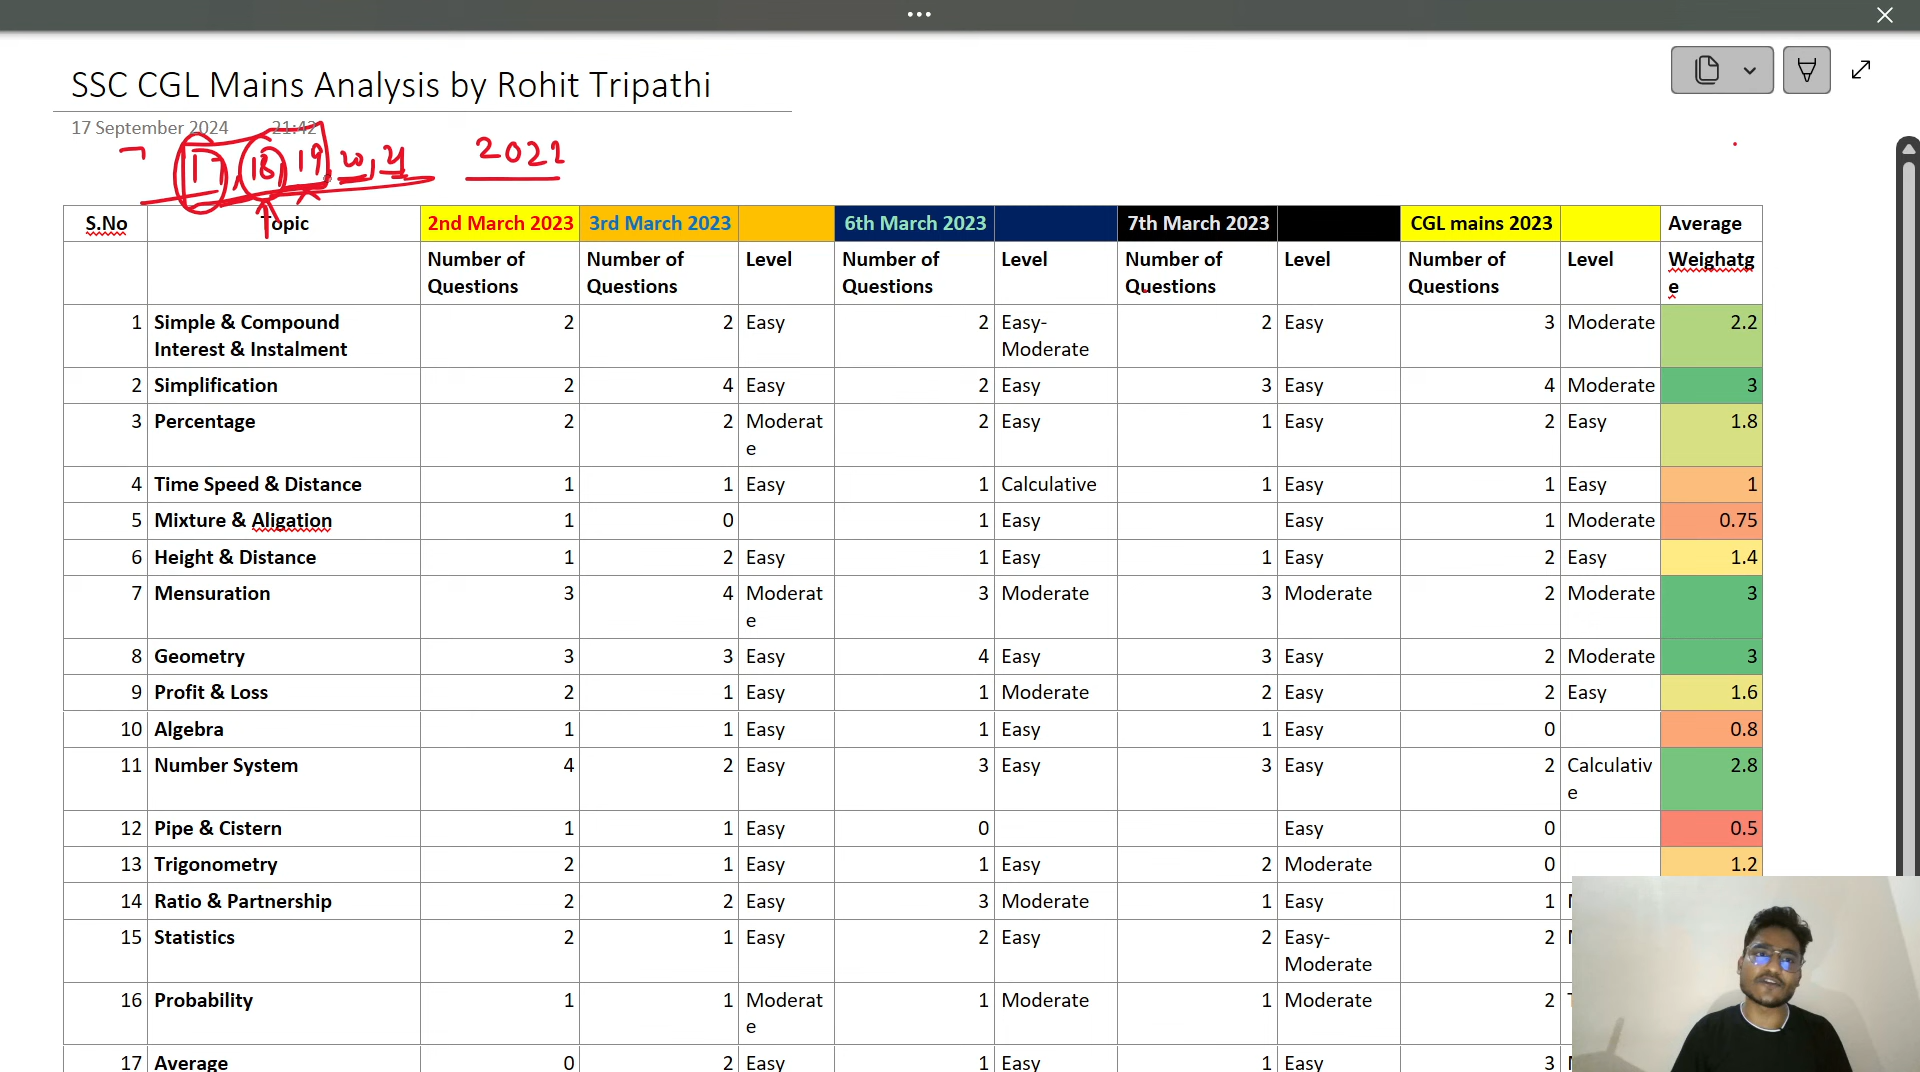 SSC CGL Mains Analysis by Rohit Tripathi
17 September 2024 21:42
17, 18, 19, 20, 21 2021
S.No Topic 2nd March 2023 3rd March 2023 6th March 2023 7th March 2023 CGL mains 2023 Average
Number of Questions Number of Questions Level Number of Questions Level Number of Questions Level Number of Questions Level Weighatge
1 Simple & Compound Interest & Instalment 2 2 Easy 2 Easy-Moderate 2 Easy 3 Moderate 2.2
2 Simplification 2 4 Easy 2 Easy 3 Easy 4 Moderate 3
3 Percentage 2 2 Moderate 2 Easy 1 Easy 2 Easy 1.8
4 Time Speed & Distance 1 1 Easy 1 Calculative 1 Easy 1 Easy 1
5 Mixture & Aligation 1 0 1 Easy Easy 1 Moderate 0.75
6 Height & Distance 1 2 Easy 1 Easy 1 Easy 2 Easy 1.4
7 Mensuration 3 4 Moderate 3 Moderate 3 Moderate 2 Moderate 3
8 Geometry 3 3 Easy 4 Easy 3 Easy 2 Moderate 3
9 Profit & Loss 2 1 Easy 1 Moderate 2 Easy 2 Easy 1.6
10 Algebra 1 1 Easy 1 Easy 1 Easy 0 0.8
11 Number System 4 2 Easy 3 Easy 3 Easy 2 Calculative 2.8
12 Pipe & Cistern 1 1 Easy 0 Easy 0 0.5
13 Trigonometry 2 1 Easy 1 Easy 2 Moderate 0 1.2
14 Ratio & Partnership 2 2 Easy 3 Moderate 1 Easy 1
15 Statistics 2 1 Easy 2 Easy 2 Easy-Moderate 2
16 Probability 1 1 Moderate 1 Moderate 1 Moderate 2
17 Average 0 2 Easy 1 Easy 1 Easy 3